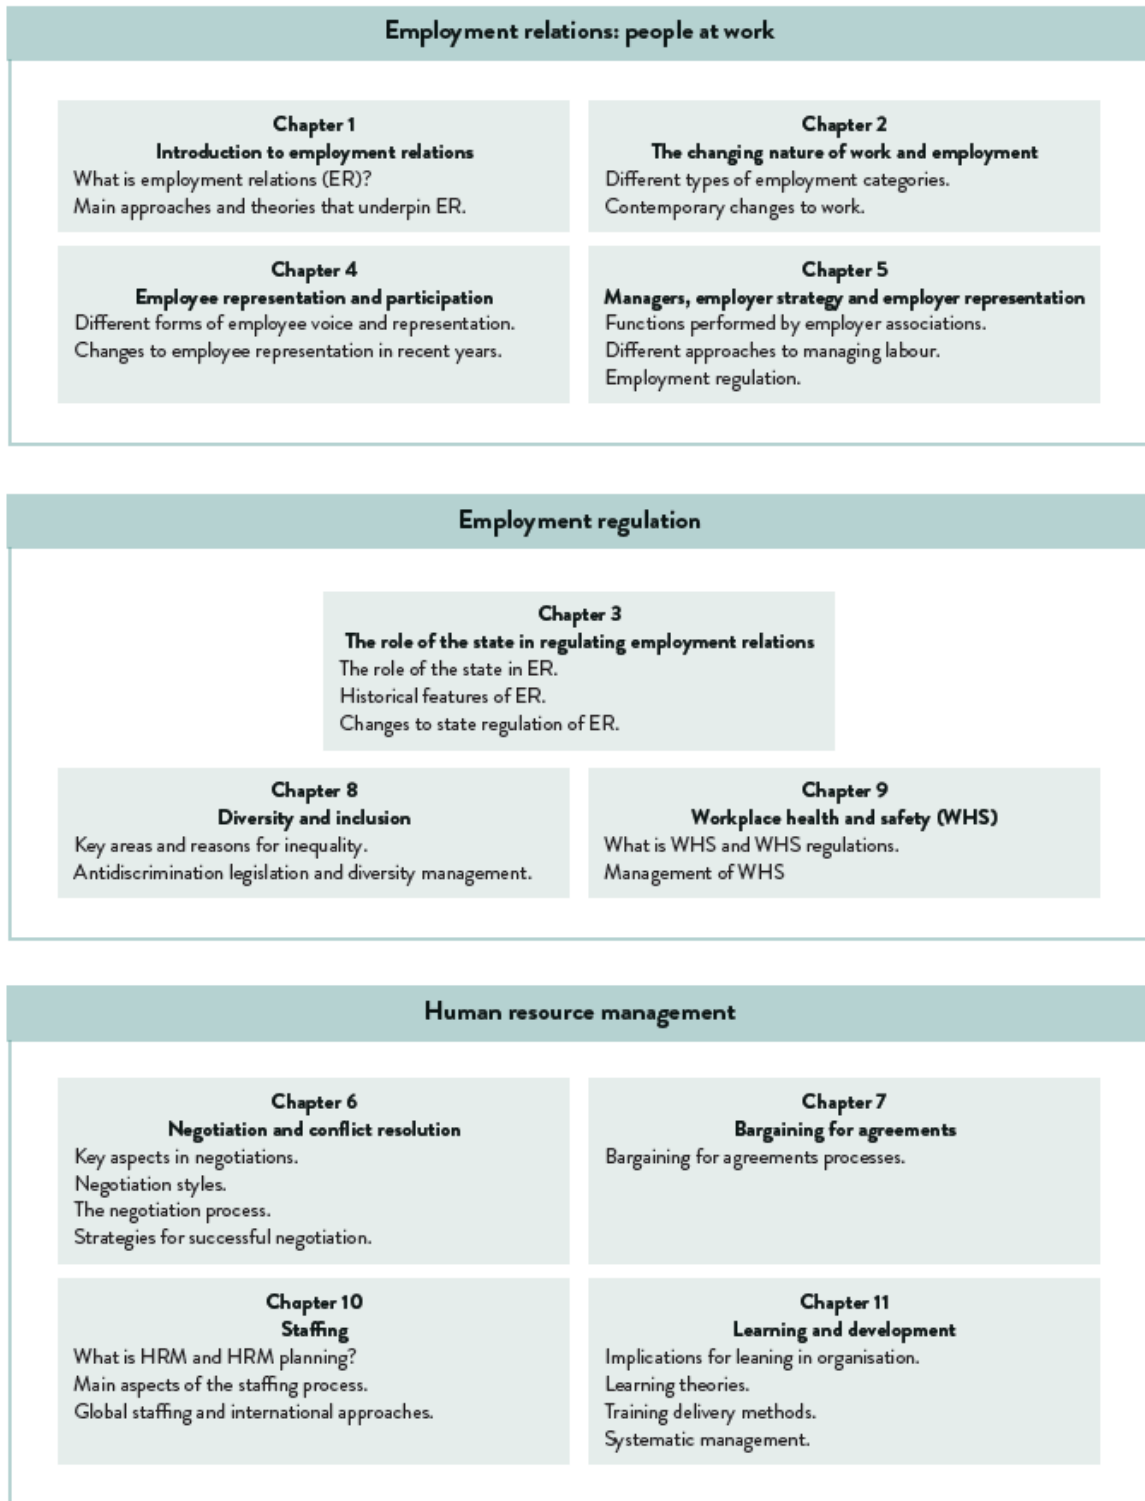 Employment relations: people at work
Chapter 1
Introduction to employment relations
What is employment relations (ER)?
Main approaches and theories that underpin ER.
Chapter 2
The changing nature of work and employment
Different types of employment categories.
Contemporary changes to work.
Chapter 4
Employee representation and participation
Different forms of employee voice and representation.
Changes to employee representation in recent years.
Chapter 5
Managers, employer strategy and employer representation
Functions performed by employer associations.
Different approaches to managing labour.
Employment regulation.
Employment regulation
Chapter 3
The role of the state in regulating employment relations
The role of the state in ER.
Historical features of ER.
Changes to state regulation of ER.
Chapter 8
Diversity and inclusion
Key areas and reasons for inequality.
Antidiscrimination legislation and diversity management.
Chapter 9
Workplace health and safety (WHS)
What is WHS and WHS regulations.
Management of WHS
Human resource management
Chapter 6
Negotiation and conflict resolution
Key aspects in negotiations.
Negotiation styles.
The negotiation process.
Strategies for successful negotiation.
Chapter 7
Bargaining for agreements
Bargaining for agreements processes.
Chapter 10
Staffing
What is HRM and HRM planning?
Main aspects of the staffing process.
Global staffing and international approaches.
Chapter 11
Learning and development
Implications for leaning in organisation.
Learning theories.
Training delivery methods.
Systematic management.